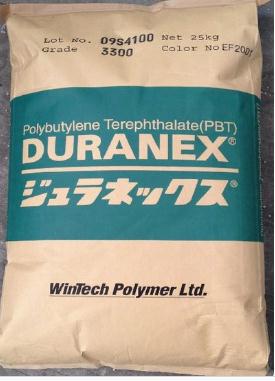 Lot No. 09S4100 Net 25kg
Grade 3300 Color No EF2001
Polybutylene Terephthalate(PBT)
DURANEX®
ジュラネックス®
WinTech Polymer Ltd.